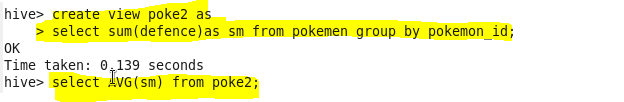 hive> create view poke2 as
    > select sum(defence)as sm from pokemen group by pokemon_id;
OK
Time taken: 0.139 seconds
hive> select AVG(sm) from poke2;